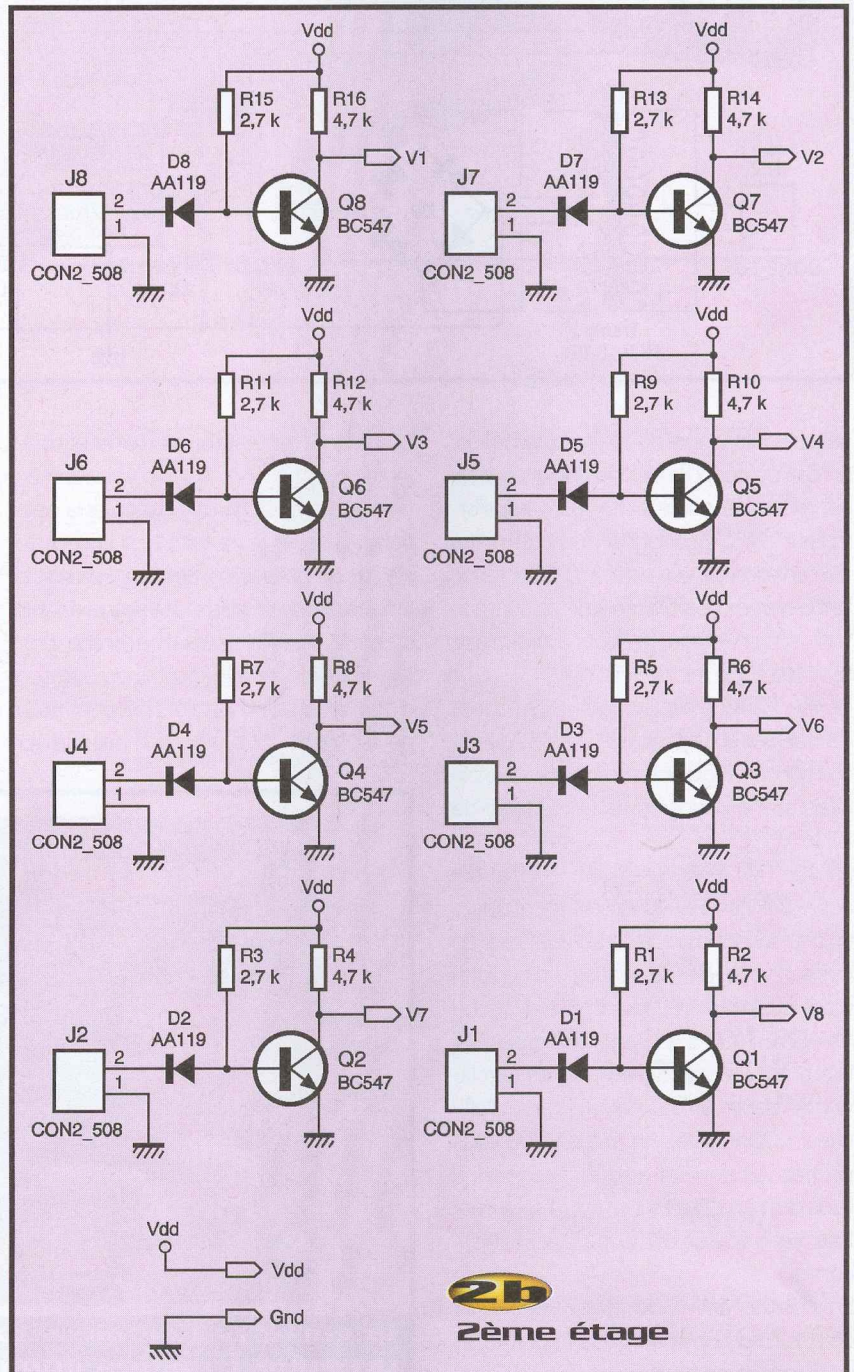 Vdd
R15
2,7 k
R16
4,7 k
D8
AA119
J8
2
1
CON2_508
V1
Q8
BC547
Vdd
R13
2,7 k
R14
4,7 k
D7
AA119
J7
2
1
CON2_508
V2
Q7
BC547
Vdd
R11
2,7 k
R12
4,7 k
D6
AA119
J6
2
1
CON2_508
V3
Q6
BC547
Vdd
R9
2,7 k
R10
4,7 k
D5
AA119
J5
2
1
CON2_508
V4
Q5
BC547
Vdd
R7
2,7 k
R8
4,7 k
D4
AA119
J4
2
1
CON2_508
V5
Q4
BC547
Vdd
R5
2,7 k
R6
4,7 k
D3
AA119
J3
2
1
CON2_508
V6
Q3
BC547
Vdd
R3
2,7 k
R4
4,7 k
D2
AA119
J2
2
1
CON2_508
V7
Q2
BC547
Vdd
R1
2,7 k
R2
4,7 k
D1
AA119
J1
2
1
CON2_508
V8
Q1
BC547
Vdd
Vdd
Gnd
2b
2ème étage